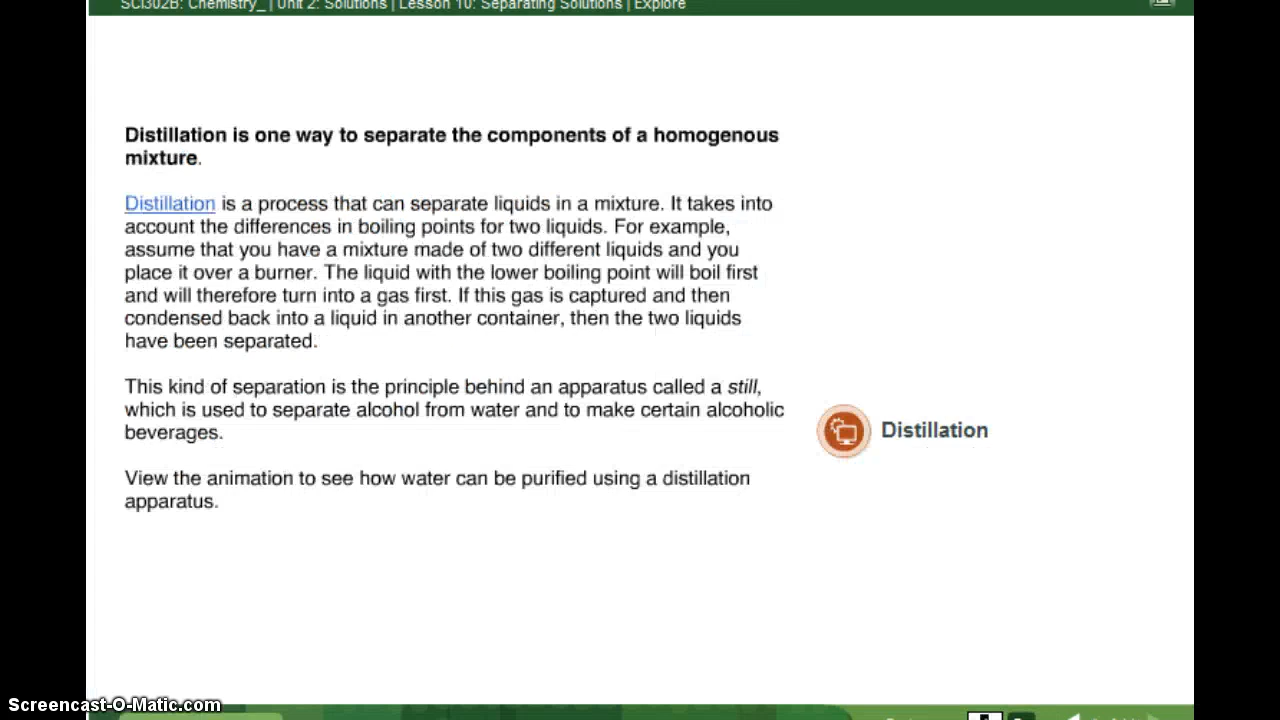 SCI302B: Chemistry_ | Unit 2: Solutions | Lesson 10: Separating Solutions | Explore
Distillation is one way to separate the components of a homogenous
mixture.
Distillation is a process that can separate liquids in a mixture. It takes into
account the differences in boiling points for two liquids. For example,
assume that you have a mixture made of two different liquids and you
place it over a burner. The liquid with the lower boiling point will boil first
and will therefore turn into a gas first. If this gas is captured and then
condensed back into a liquid in another container, then the two liquids
have been separated.
This kind of separation is the principle behind an apparatus called a still,
which is used to separate alcohol from water and to make certain alcoholic
beverages.
Distillation
View the animation to see how water can be purified using a distillation
apparatus.
Screencast-O-Matic.com